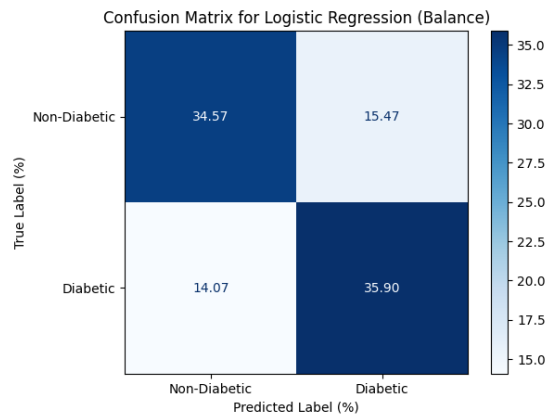 Confusion Matrix for Logistic Regression (Balance)
True Label (%)
Non-Diabetic
34.57
15.47
Diabetic
14.07
35.90
Non-Diabetic
Diabetic
Predicted Label (%)
35.0
32.5
30.0
27.5
25.0
22.5
20.0
17.5
15.0